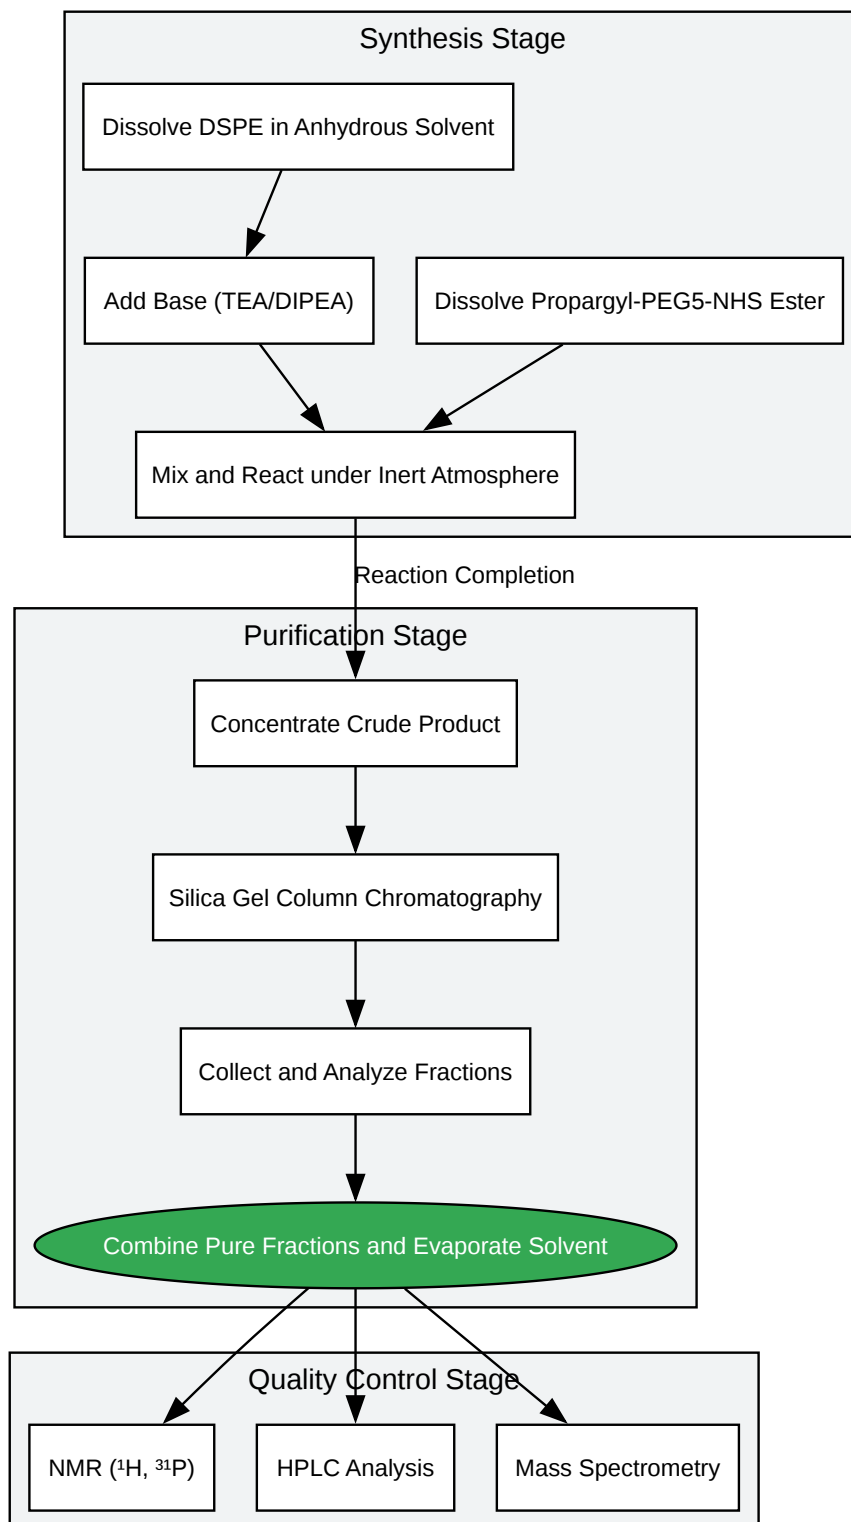 Synthesis Stage
Dissolve DSPE in Anhydrous Solvent
Add Base (TEA/DIPEA)
Dissolve Propargyl-PEG5-NHS Ester
Mix and React under Inert Atmosphere
Reaction Completion
Purification Stage
Concentrate Crude Product
Silica Gel Column Chromatography
Collect and Analyze Fractions
Combine Pure Fractions and Evaporate Solvent
Quality Control Stage
NMR (¹H, ³¹P)
HPLC Analysis
Mass Spectrometry